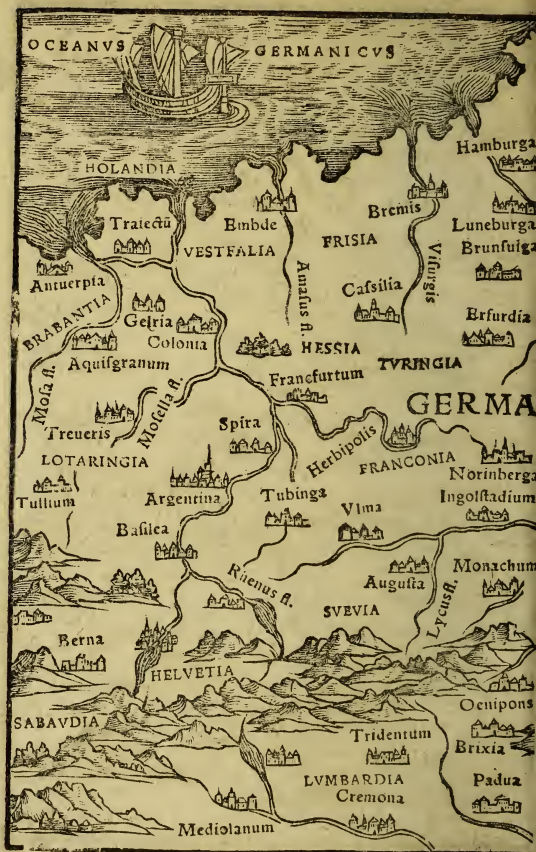 OCEANVS GERMANICVS
Hamburga
HOLANDIA
Traiectū
Embde
Bremis
Luneburga
VESTFALIA
FRISIA
Brunsuiga
Antuerpia
Visurgis
Amasus fl.
Cassilia
BRABANTIA
Gelria
Colonia
Erfurdia
HESSIA
TVRINGIA
Aquisgranum
Francfurtum
Mosa fl.
Mosella fl.
GERMA
Treueris
Spira
Herbipolis
FRANCONIA
LOTARINGIA
Norinberga
Tullium
Argentina
Tubinga
Vlma
Ingolstadium
Basilea
Rhenus fl.
Augusta
Lycus fl.
Monachum
SVEVIA
Berna
HELVETIA
Oenipons
SABAVDIA
Tridentum
Brixia
LVMBARDIA
Padua
Cremona
Mediolanum